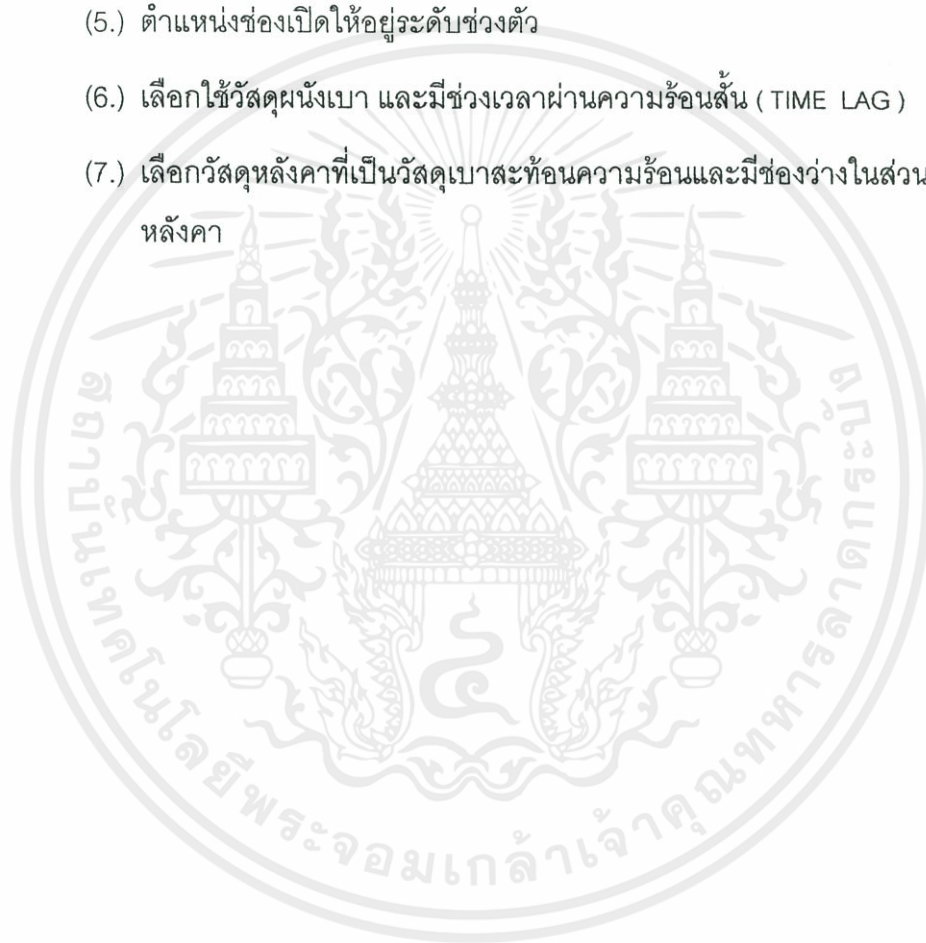 (5.) ตำแหน่งช่องเปิดให้อยู่ระดับช่วงตัว
(6.) เลือกใช้วัสดุผนังเบา และมีช่วงเวลาผ่านความร้อนสั้น ( TIME LAG )
(7.) เลือกวัสดุหลังคาที่เป็นวัสดุเบาสะท้อนความร้อนและมีช่องว่างในส่วน
หลังคา
สถาบันเทคโนโลยีพระจอมเกล้าเจ้าคุณทหารลาดกระบัง
๔